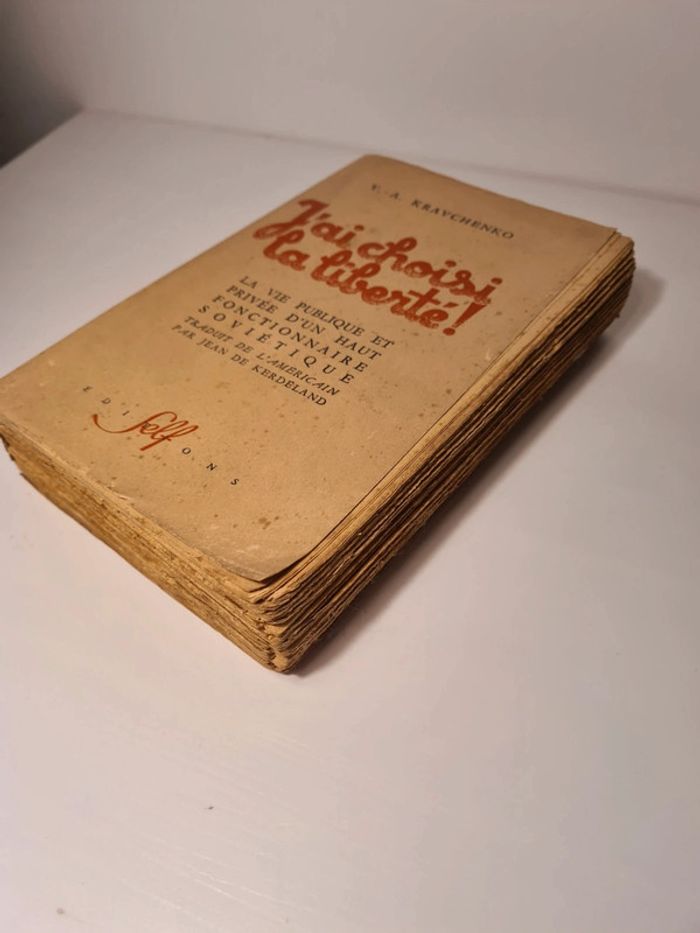 V.-A. KRAVCHENKO
J'ai choisi
la liberté!
LA VIE PUBLIQUE ET
PRIVÉE D'UN HAUT
FONCTIONNAIRE
SOVIÉTIQUE
TRADUIT DE L'AMÉRICAIN
PAR JEAN DE KERDÉLAND
EDITIONS
Self